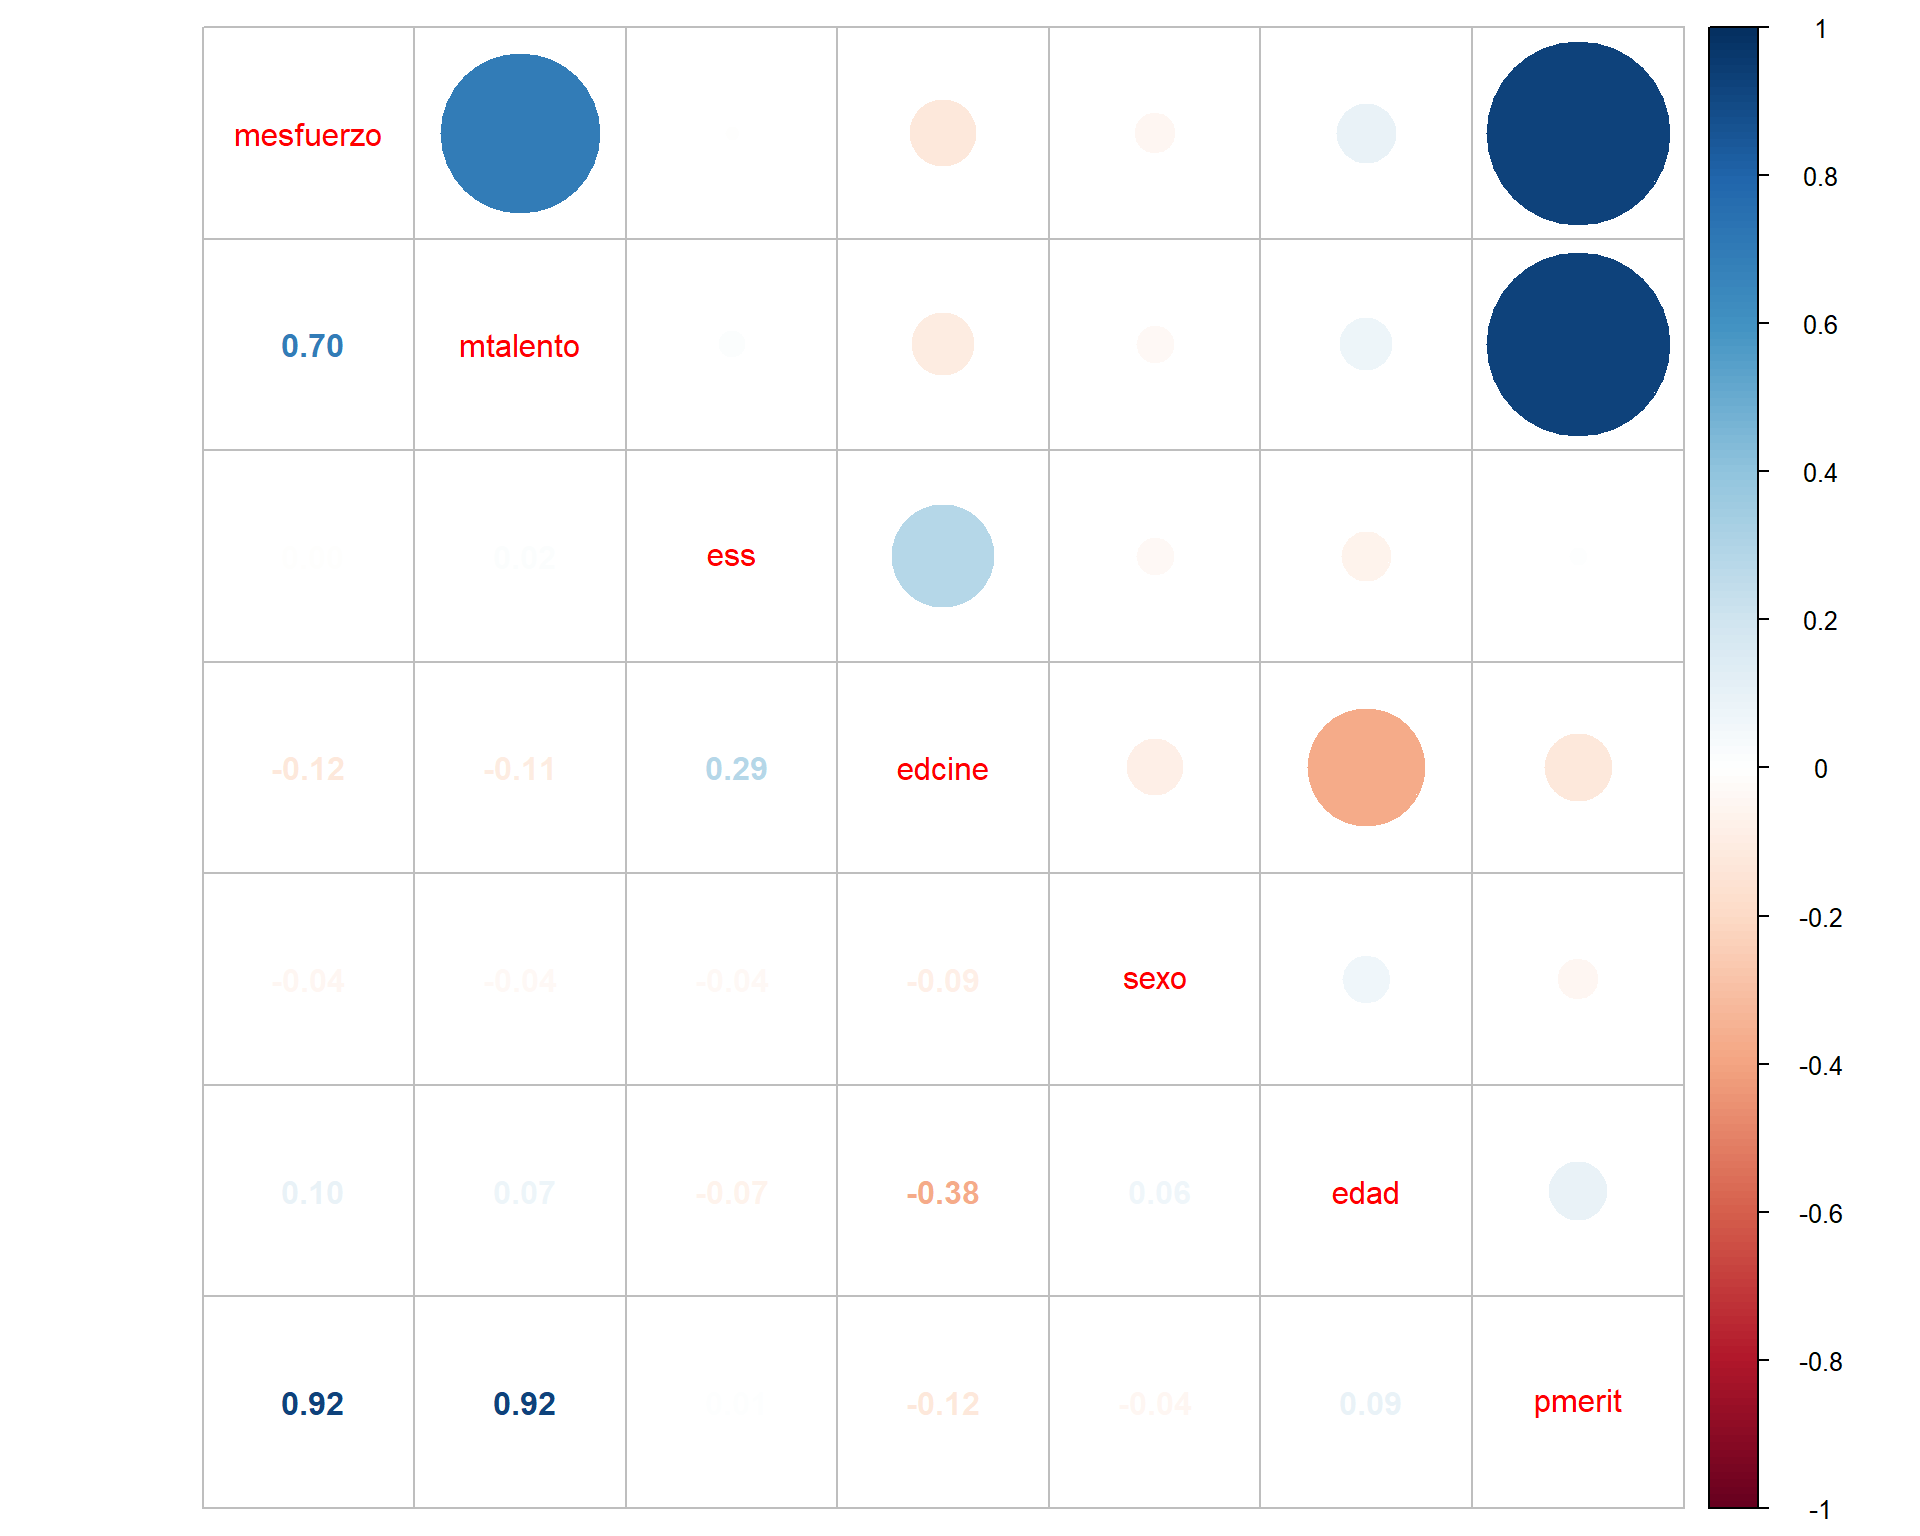 mesfuerzo
0.70 mtalento
0.02 ess
-0.12 -0.11 0.29 edcine
-0.04 -0.04 -0.04 -0.09 sexo
0.10 0.07 -0.07 -0.38 0.06 edad
0.92 0.92 -0.12 -0.04 0.09 pmerit
1
0.8
0.6
0.4
0.2
0
-0.2
-0.4
-0.6
-0.8
-1